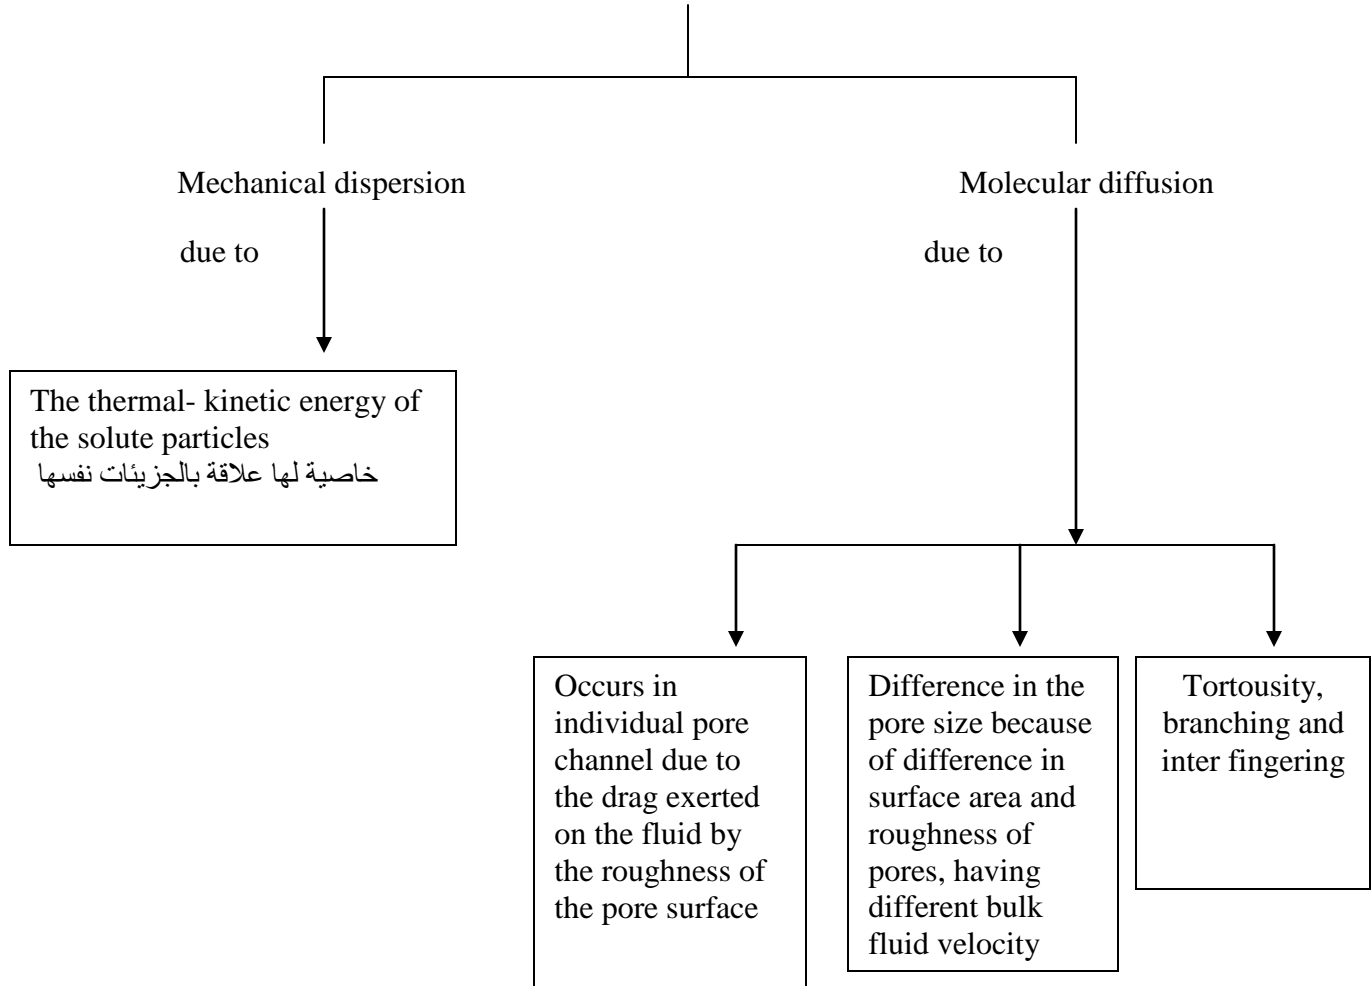 Mechanical dispersion
Molecular diffusion
due to
due to
The thermal- kinetic energy of
the solute particles
خاصية لها علاقة بالجزيئات نفسها
Occurs in
individual pore
channel due to
the drag exerted
on the fluid by
the roughness of
the pore surface
Difference in the
pore size because
of difference in
surface area and
roughness of
pores, having
different bulk
fluid velocity
Tortousity,
branching and
inter fingering